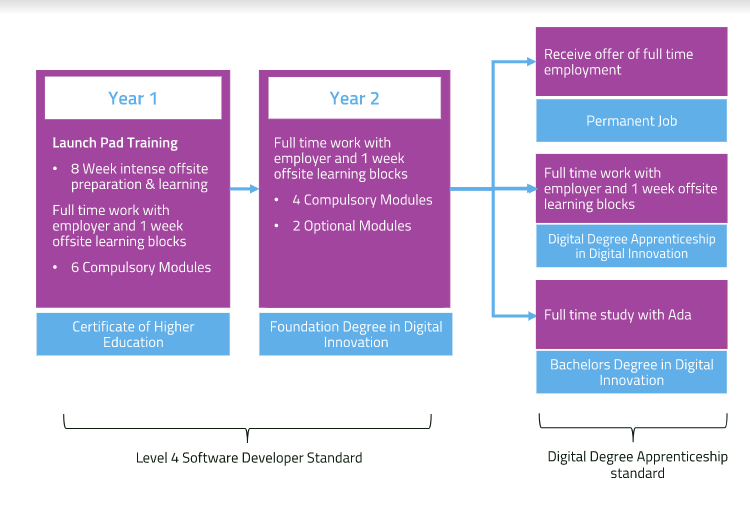 Year 1
Launch Pad Training
• 8 Week intense offsite
preparation & learning
Full time work with
employer and 1 week
offsite learning blocks
• 6 Compulsory Modules
Certificate of Higher
Education
Year 2
Full time work with
employer and 1 week
offsite learning blocks
• 4 Compulsory Modules
• 2 Optional Modules
Foundation Degree in Digital
Innovation
Receive offer of full time
employment
Permanent Job
Full time work with
employer and 1 week offsite
learning blocks
Digital Degree Apprenticeship
in Digital Innovation
Full time study with Ada
Bachelors Degree in Digital
Innovation
Level 4 Software Developer Standard
Digital Degree Apprenticeship
standard